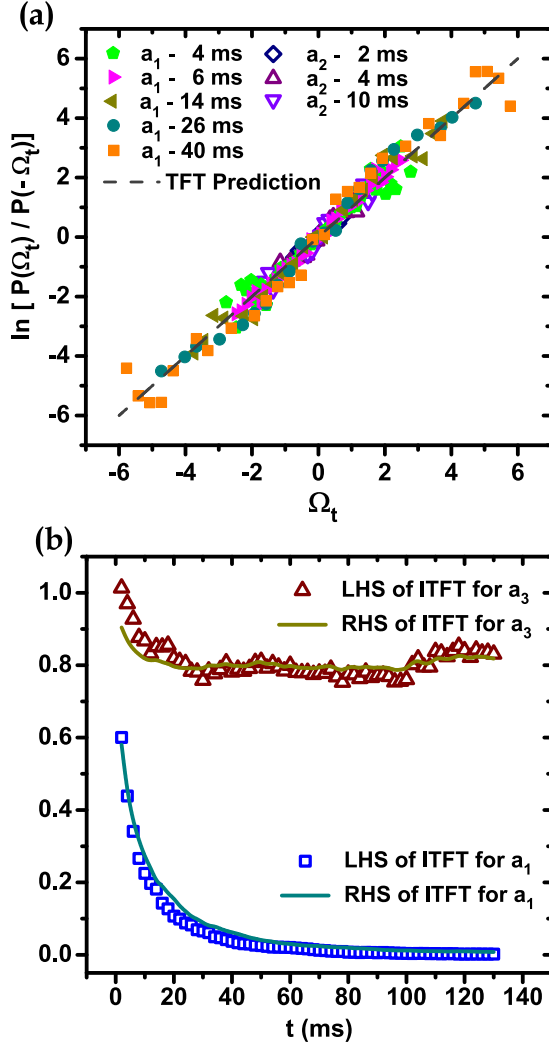 (a)
a₁ - 4 ms a₂ - 2 ms
a₁ - 6 ms a₂ - 4 ms
a₁ - 14 ms a₂ - 10 ms
a₁ - 26 ms
a₁ - 40 ms
TFT Prediction
ln [ P(Ωₜ) / P(-Ωₜ)]
6
4
2
0
-2
-4
-6
-6 -4 -2 0 2 4 6
Ωₜ
(b)
LHS of ITFT for a₃
RHS of ITFT for a₃
LHS of ITFT for a₁
RHS of ITFT for a₁
1.0
0.8
0.6
0.4
0.2
0.0
0 20 40 60 80 100 120 140
t (ms)